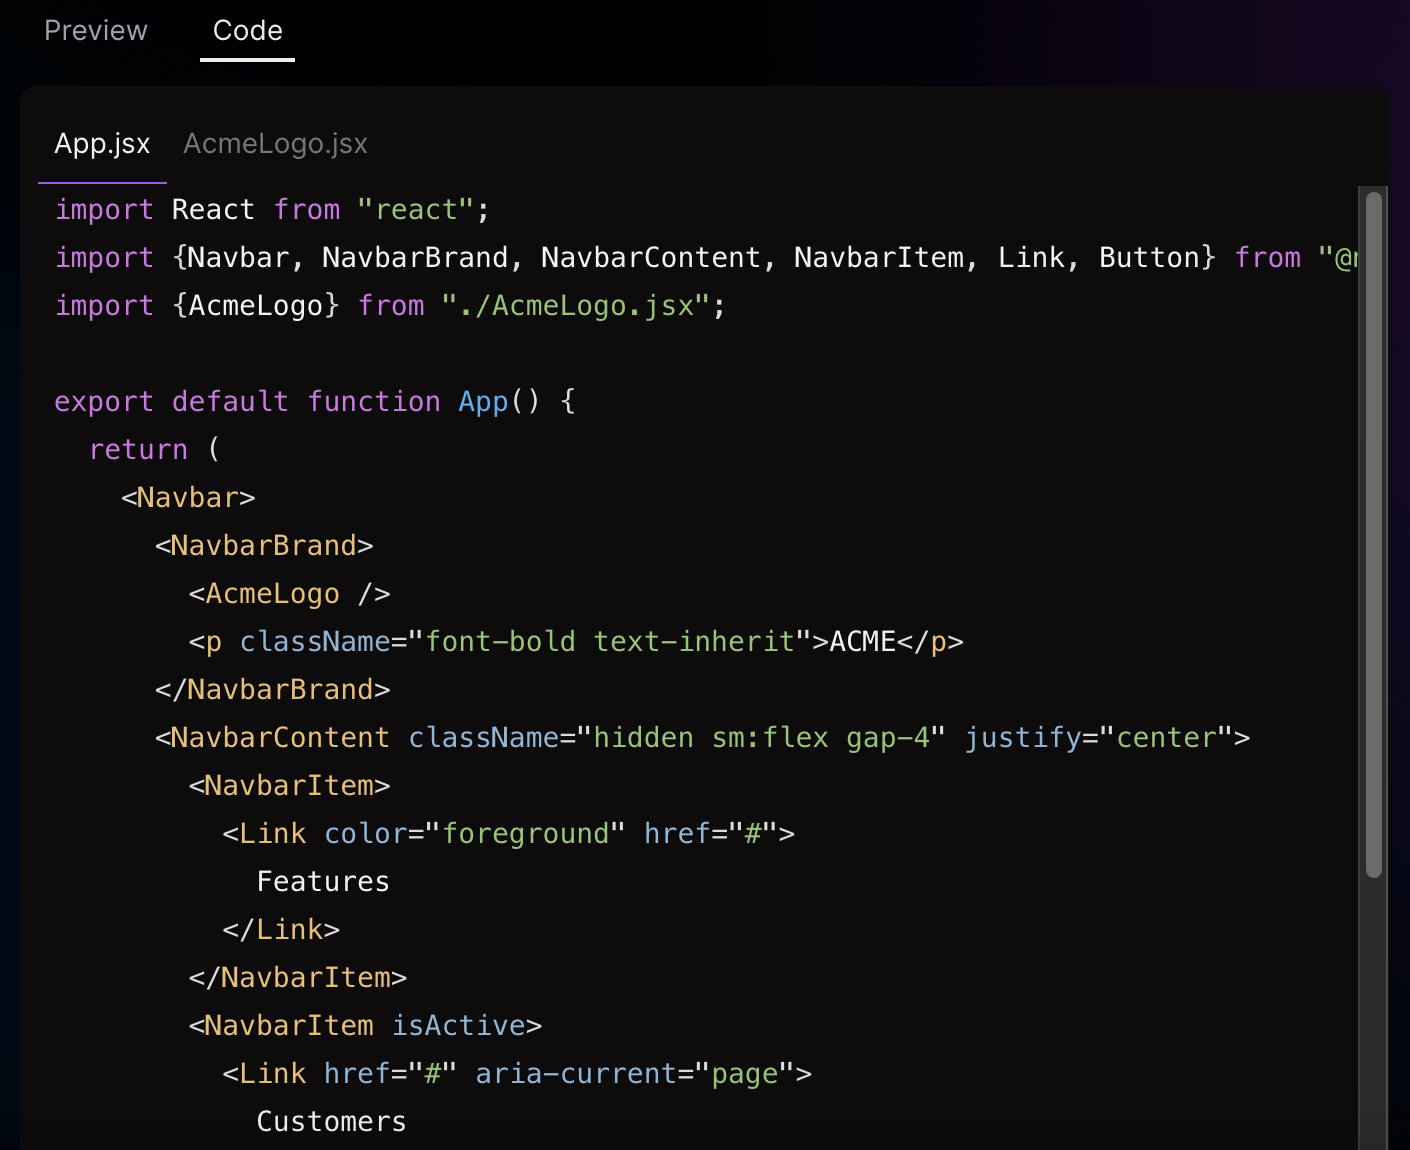 Preview Code
App.jsx AcmeLogo.jsx
import React from "react";
import {Navbar, NavbarBrand, NavbarContent, NavbarItem, Link, Button} from "@
import {AcmeLogo} from "./AcmeLogo.jsx";
export default function App() {
  return (
    <Navbar>
      <NavbarBrand>
        <AcmeLogo />
        <p className="font-bold text-inherit">ACME</p>
      </NavbarBrand>
      <NavbarContent className="hidden sm:flex gap-4" justify="center">
        <NavbarItem>
          <Link color="foreground" href="#">
            Features
          </Link>
        </NavbarItem>
        <NavbarItem isActive>
          <Link href="#" aria-current="page">
            Customers